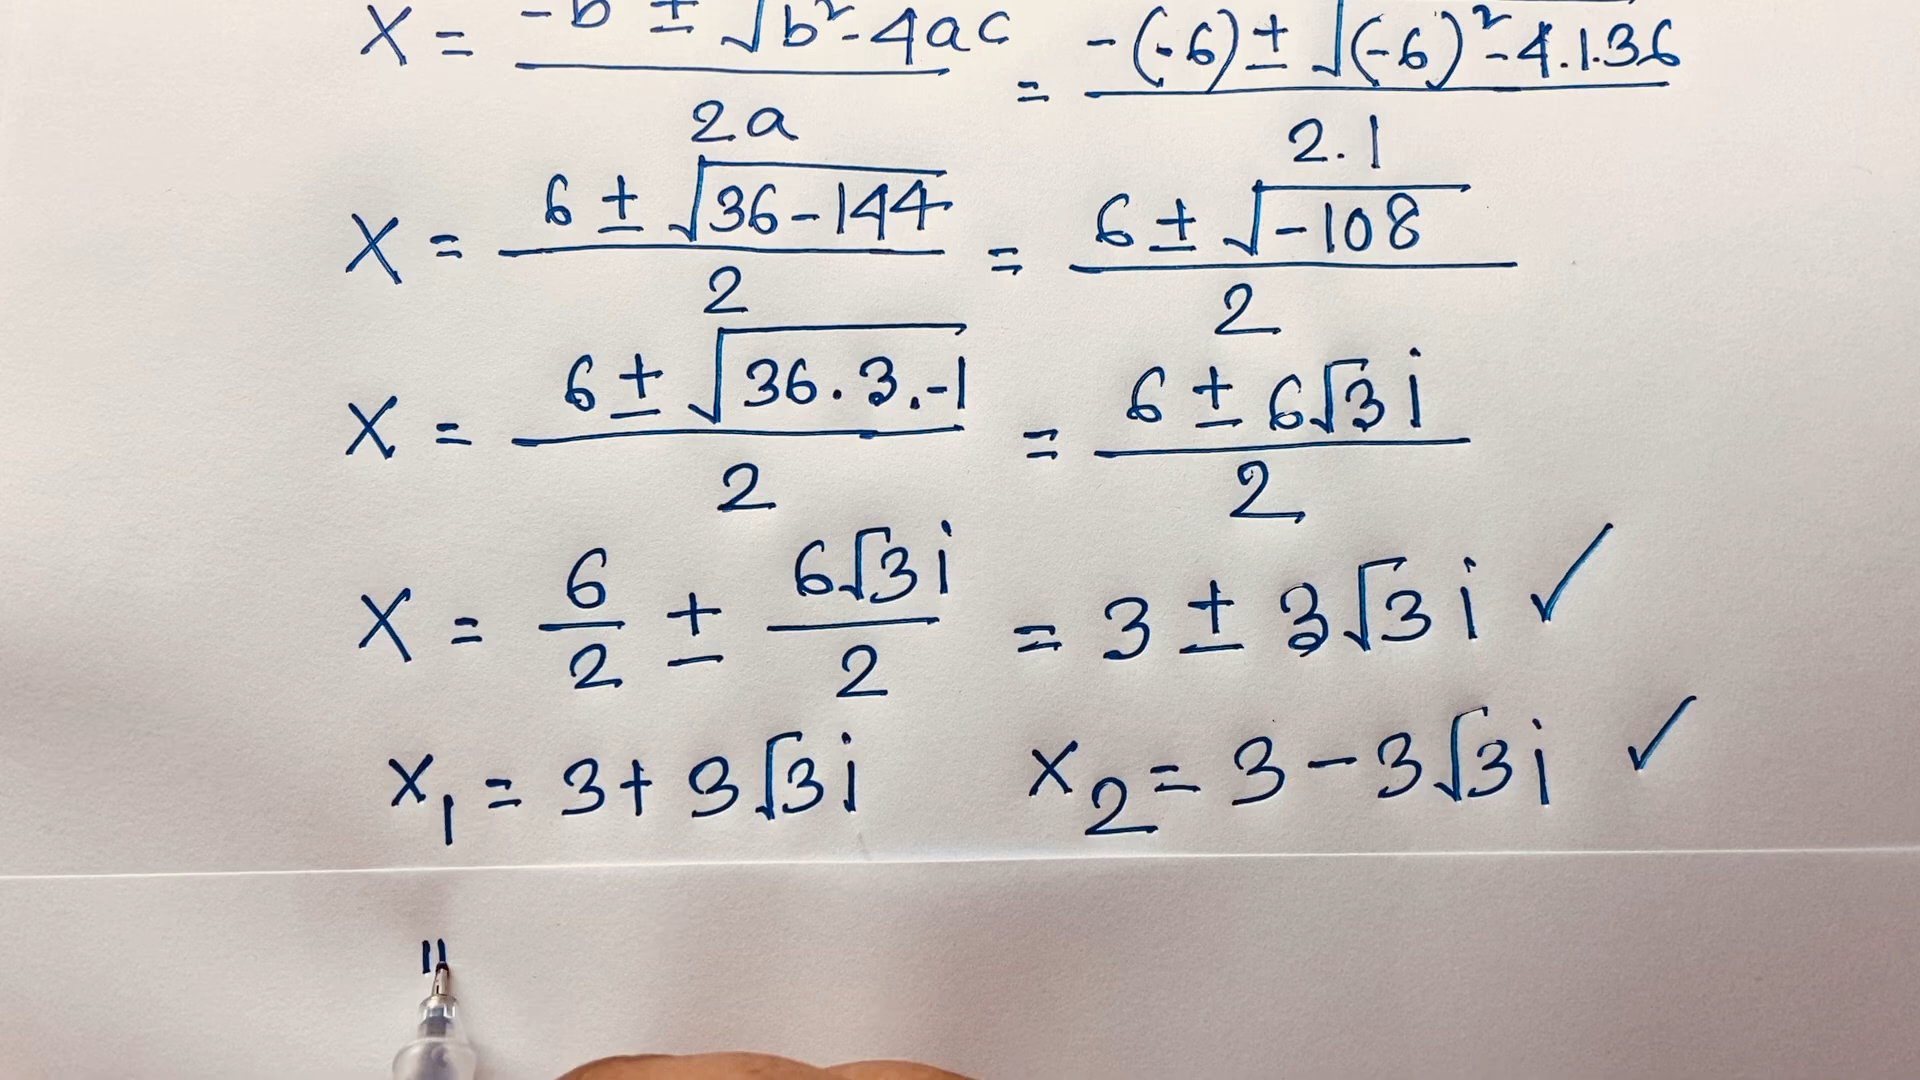 X = -b ± √b²-4ac / 2a = -(-6) ± √(-6)²-4.1.36 / 2.1
X = 6 ± √36-144 / 2 = 6 ± √-108 / 2
X = 6 ± √36.3.-1 / 2 = 6 ± 6√3 i / 2
X = 6/2 ± 6√3 i / 2 = 3 ± 3√3 i ✓
x₁ = 3 + 3√3 i x₂ = 3 - 3√3 i ✓
"